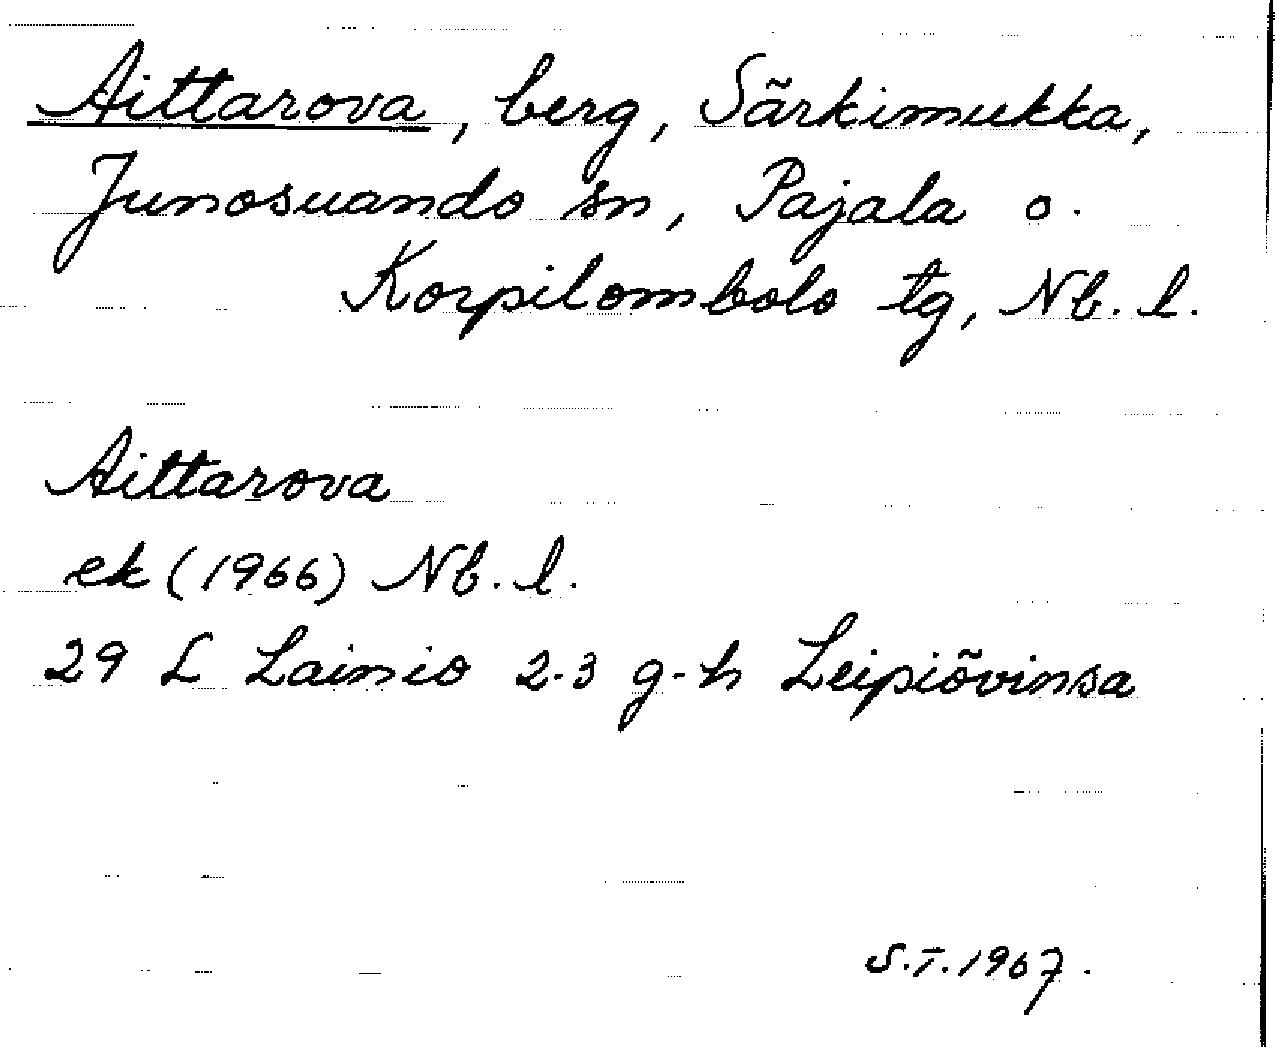 Aittarova, berg, Särkimukka,
Junosuando sn, Pajala o.
Korpilombolo tg, Nb. l.
Aittarova
ek (1966) Nb. l.
29 L Lainio 2-3 g-h Leipiövinsa
S.T. 1967.